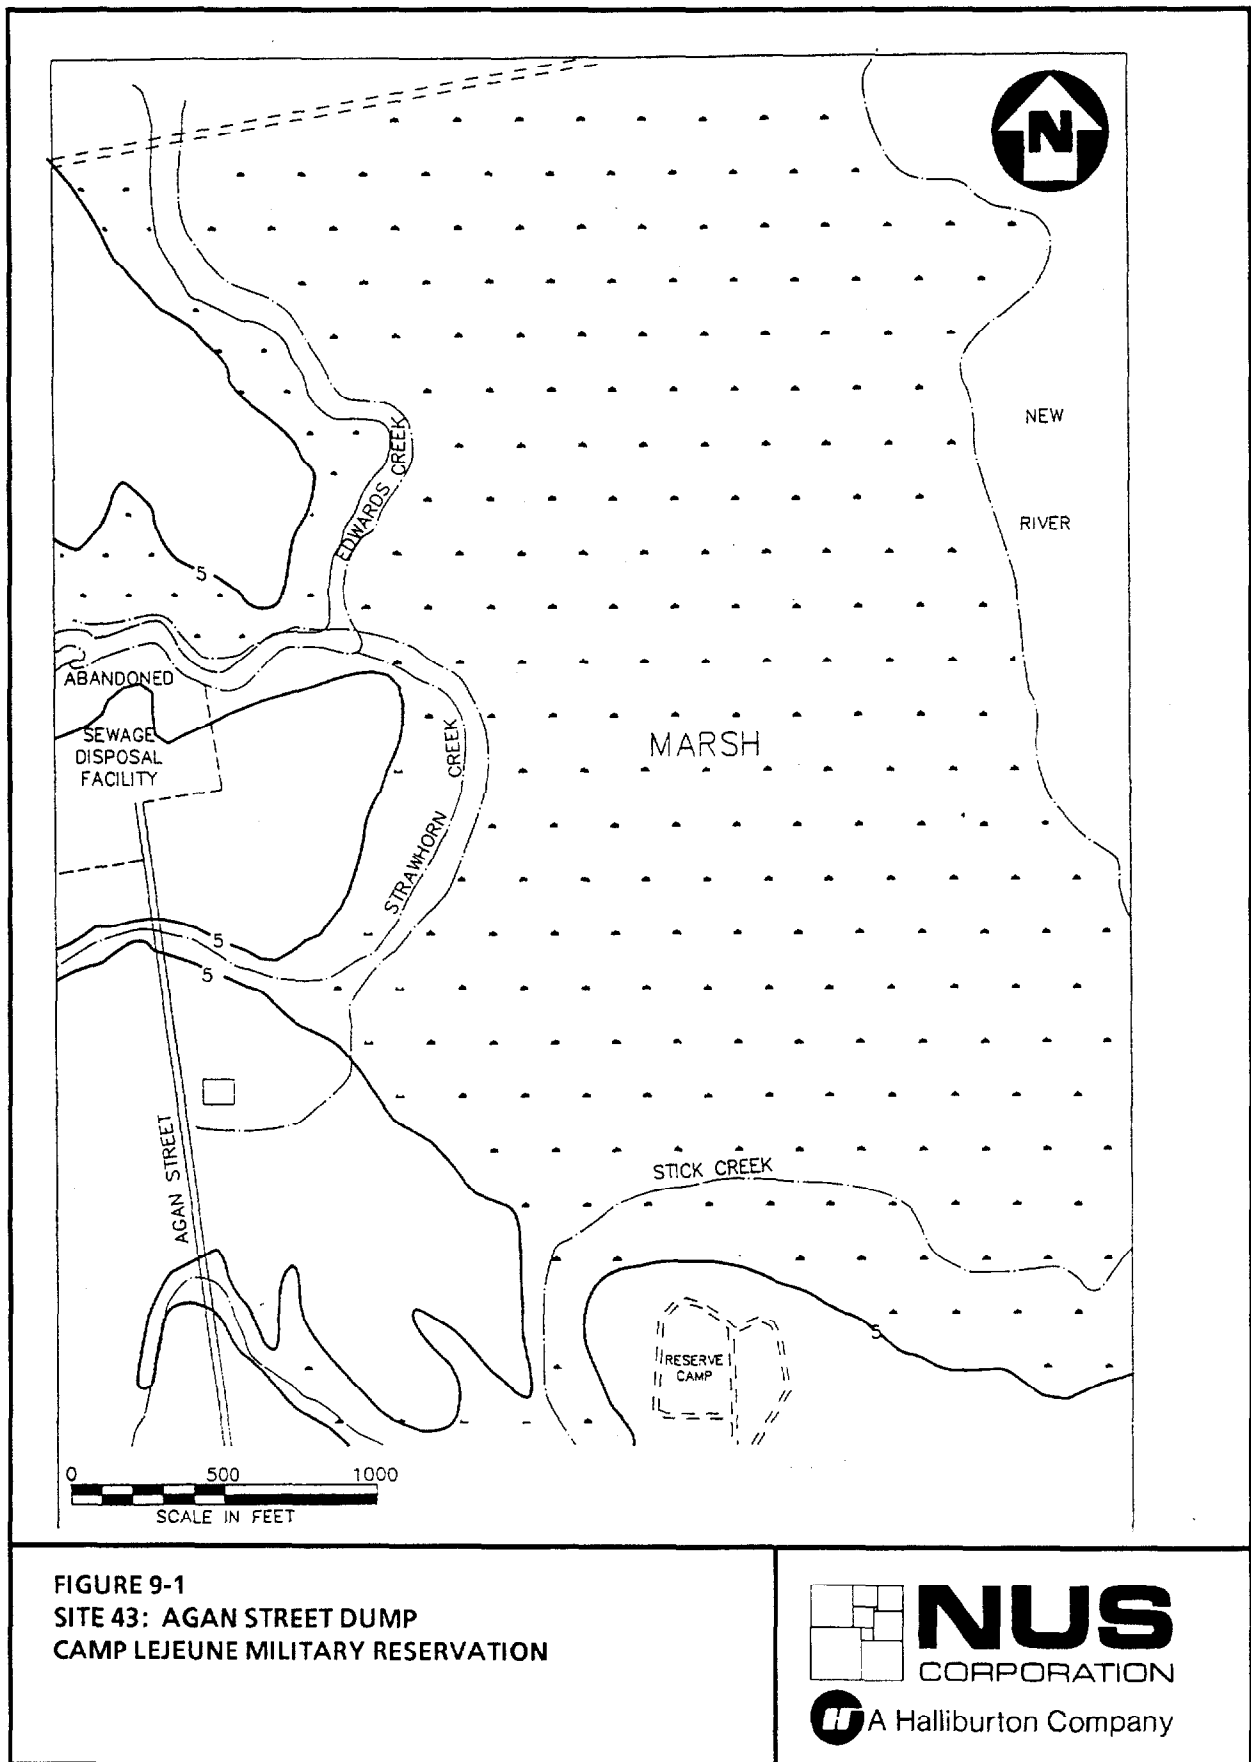 N
NEW
RIVER
EDWARDS CREEK
5
ABANDONED
SEWAGE
DISPOSAL
FACILITY
MARSH
STRAWHORN CREEK
5
5
AGAN STREET
STICK CREEK
5
RESERVE
CAMP
0 500 1000
SCALE IN FEET
FIGURE 9-1
SITE 43: AGAN STREET DUMP
CAMP LEJEUNE MILITARY RESERVATION
NUS
CORPORATION
A Halliburton Company